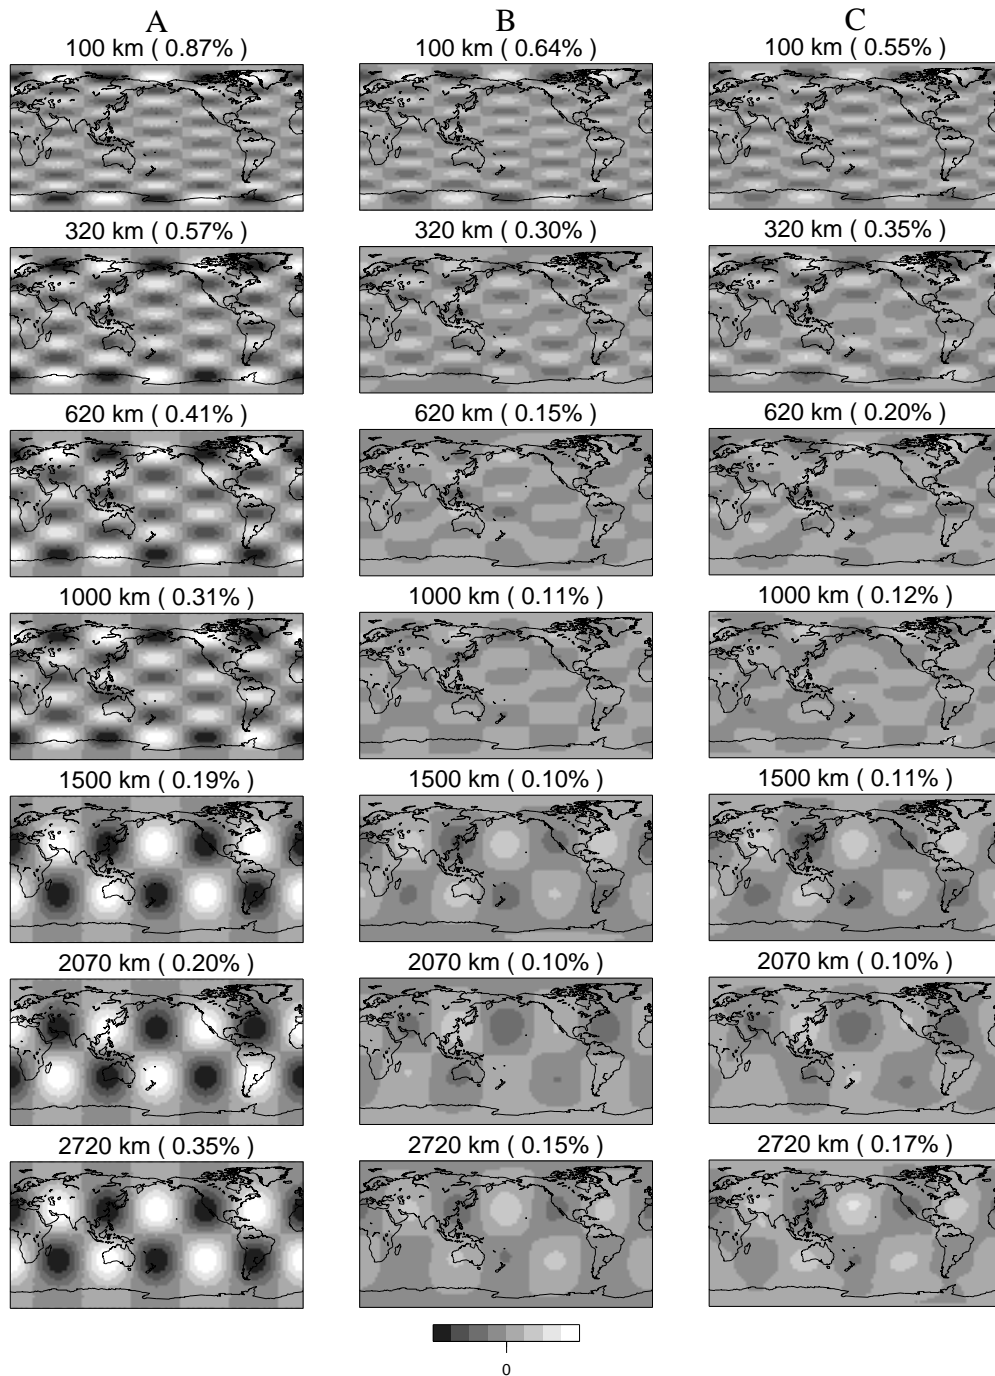 A B C
100 km ( 0.87% ) 100 km ( 0.64% ) 100 km ( 0.55% )
320 km ( 0.57% ) 320 km ( 0.30% ) 320 km ( 0.35% )
620 km ( 0.41% ) 620 km ( 0.15% ) 620 km ( 0.20% )
1000 km ( 0.31% ) 1000 km ( 0.11% ) 1000 km ( 0.12% )
1500 km ( 0.19% ) 1500 km ( 0.10% ) 1500 km ( 0.11% )
2070 km ( 0.20% ) 2070 km ( 0.10% ) 2070 km ( 0.10% )
2720 km ( 0.35% ) 2720 km ( 0.15% ) 2720 km ( 0.17% )
0